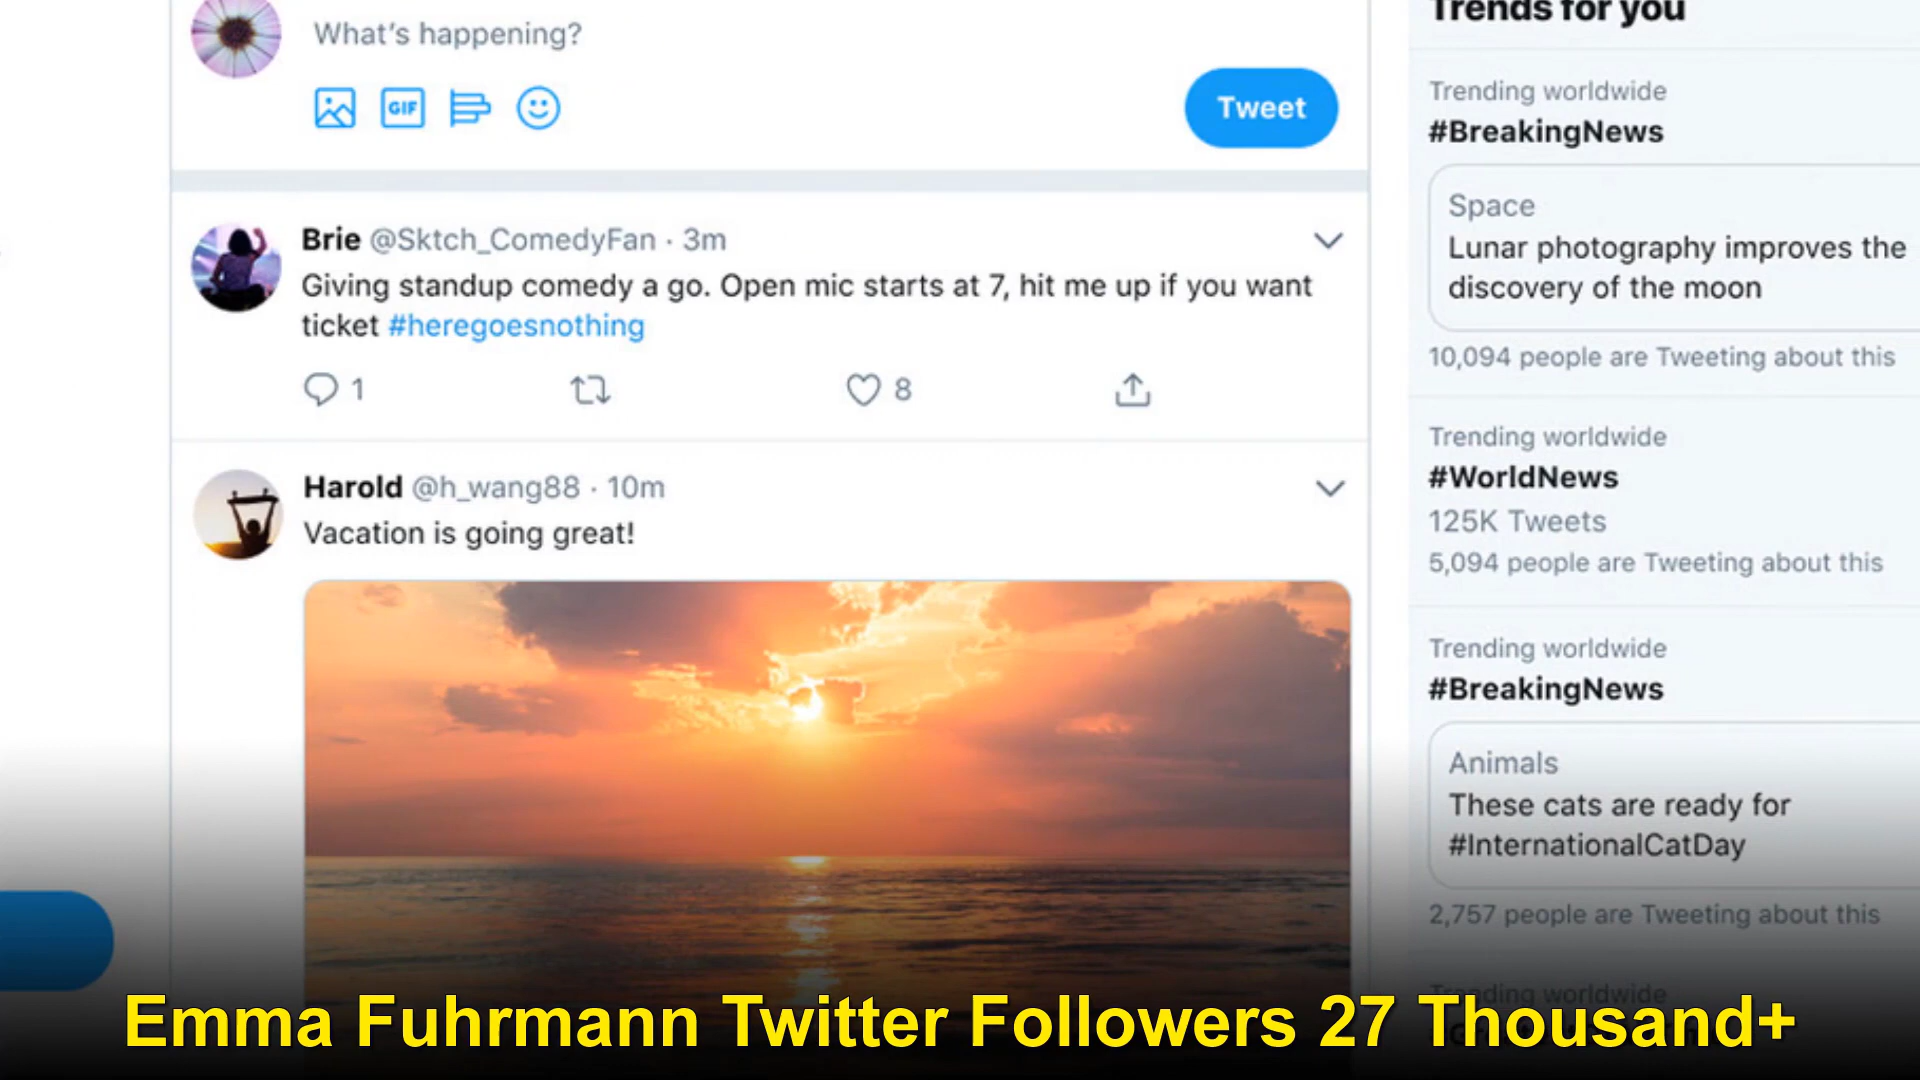 What's happening?
GIF
Tweet
Brie @Sktch_ComedyFan · 3m
Giving standup comedy a go. Open mic starts at 7, hit me up if you want
ticket #heregoesnothing
1
8
Harold @h_wang88 · 10m
Vacation is going great!
Trends for you
Trending worldwide
#BreakingNews
Space
Lunar photography improves the
discovery of the moon
10,094 people are Tweeting about this
Trending worldwide
#WorldNews
125K Tweets
5,094 people are Tweeting about this
Trending worldwide
#BreakingNews
Animals
These cats are ready for
#InternationalCatDay
2,757 people are Tweeting about this
Trending worldwide
Emma Fuhrmann Twitter Followers 27 Thousand+